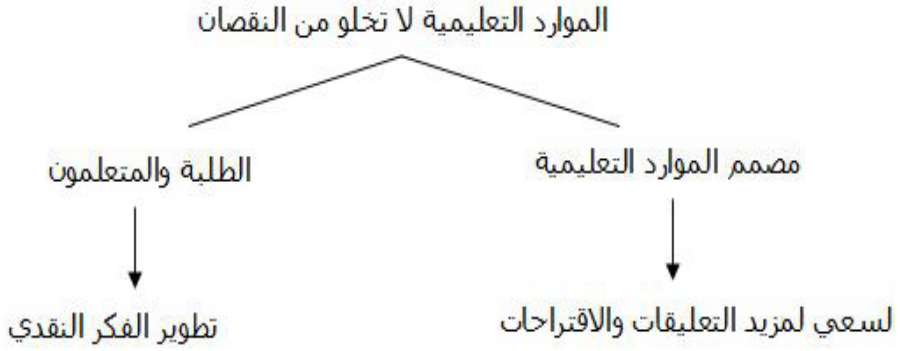 الموارد التعليمية لا تخلو من النقصان
مصمم الموارد التعليمية
الطلبة والمتعلمون
لسعي لمزيد التعليقات والاقتراحات
تطوير الفكر النقدي